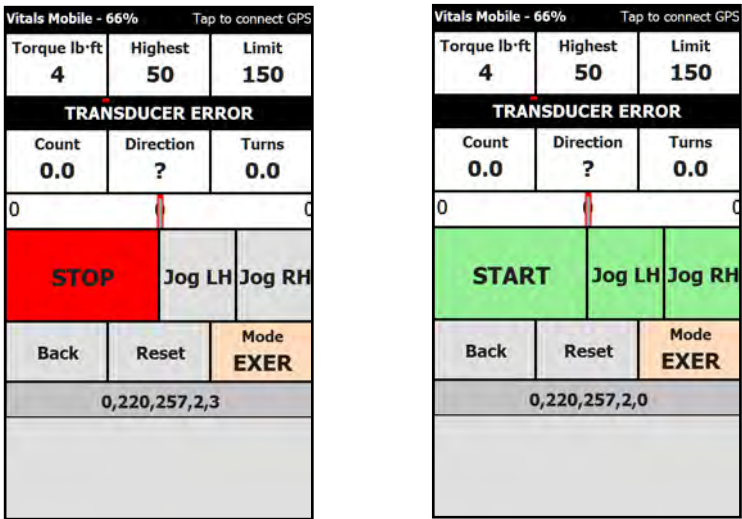 Vitals Mobile - 66% Tap to connect GPS
Torque lb·ft Highest Limit
4 50 150
TRANSDUCER ERROR
Count Direction Turns
0.0 ? 0.0
0 0 0
STOP Jog LH Jog RH
Back Reset Mode
EXER
0,220,257,2,3
Vitals Mobile - 66% Tap to connect GPS
Torque lb·ft Highest Limit
4 50 150
TRANSDUCER ERROR
Count Direction Turns
0.0 ? 0.0
0 0 0
START Jog LH Jog RH
Back Reset Mode
EXER
0,220,257,2,0